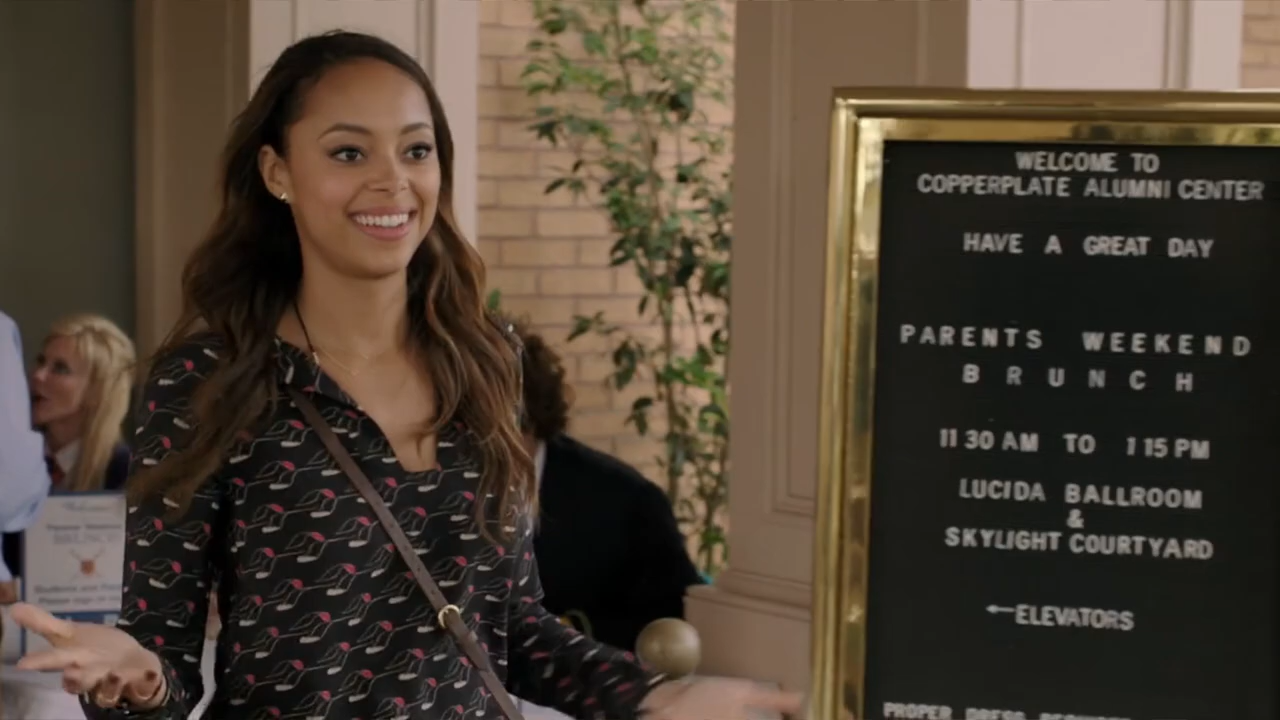 WELCOME TO
COPPERPLATE ALUMNI CENTER
HAVE A GREAT DAY
PARENTS WEEKEND
BRUNCH
11 30 AM TO 1 15 PM
LUCIDA BALLROOM
&
SKYLIGHT COURTYARD
←ELEVATORS
PROPER DRESS
BRUNCH